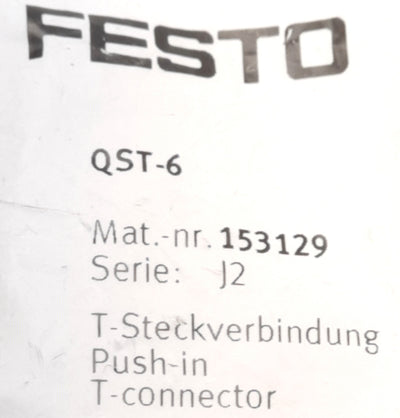 FESTO
QST-6
Mat.-nr. 153129
Serie: J2
T-Steckverbindung
Push-in
T-connector